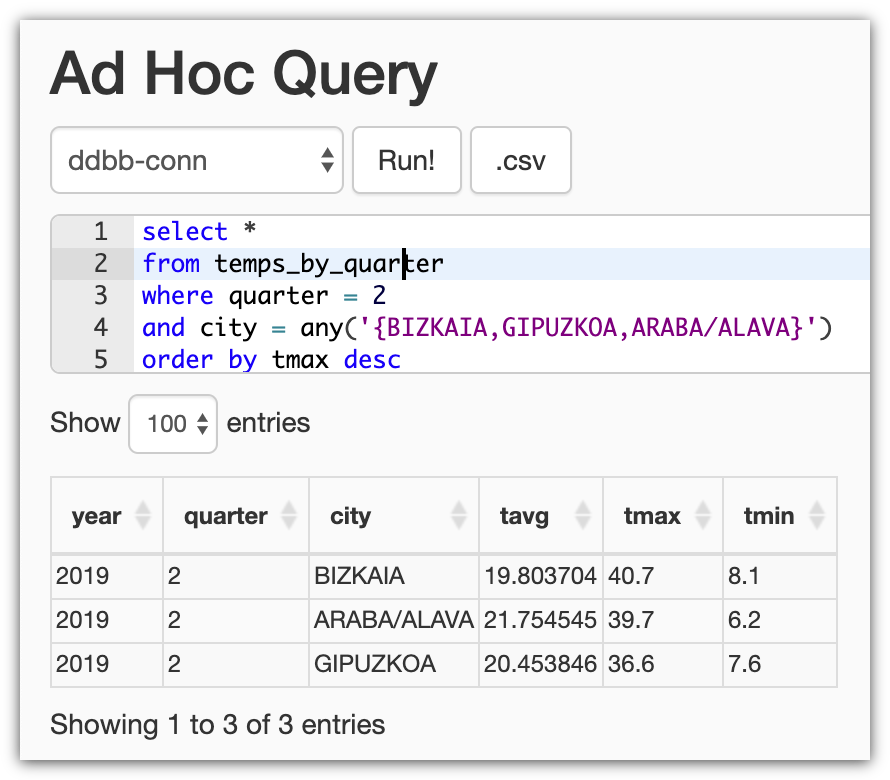 Ad Hoc Query
ddbb-conn Run! .csv
1 select *
2 from temps_by_quarter
3 where quarter = 2
4 and city = any('{BIZKAIA,GIPUZKOA,ARABA/ALAVA}')
5 order by tmax desc
Show 100 entries
year quarter city tavg tmax tmin
2019 2 BIZKAIA 19.803704 40.7 8.1
2019 2 ARABA/ALAVA 21.754545 39.7 6.2
2019 2 GIPUZKOA 20.453846 36.6 7.6
Showing 1 to 3 of 3 entries